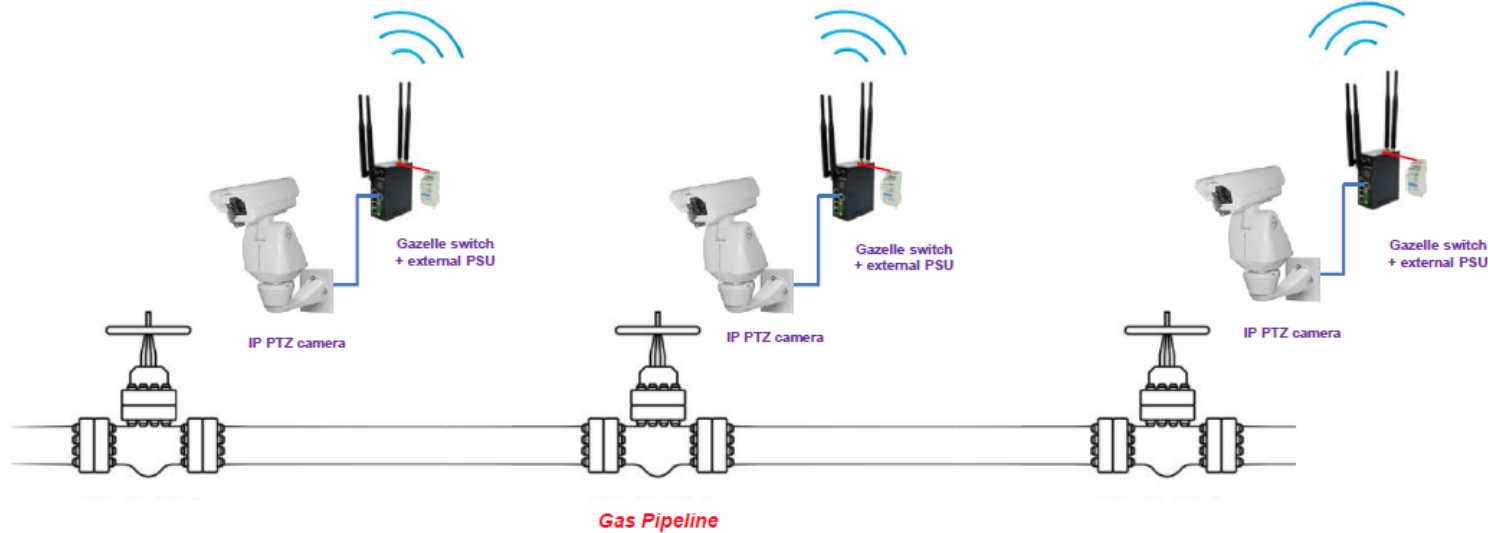 Gazelle switch
+ external PSU
IP PTZ camera
Gazelle switch
+ external PSU
IP PTZ camera
Gazelle switch
+ external PSU
IP PTZ camera
Gas Pipeline